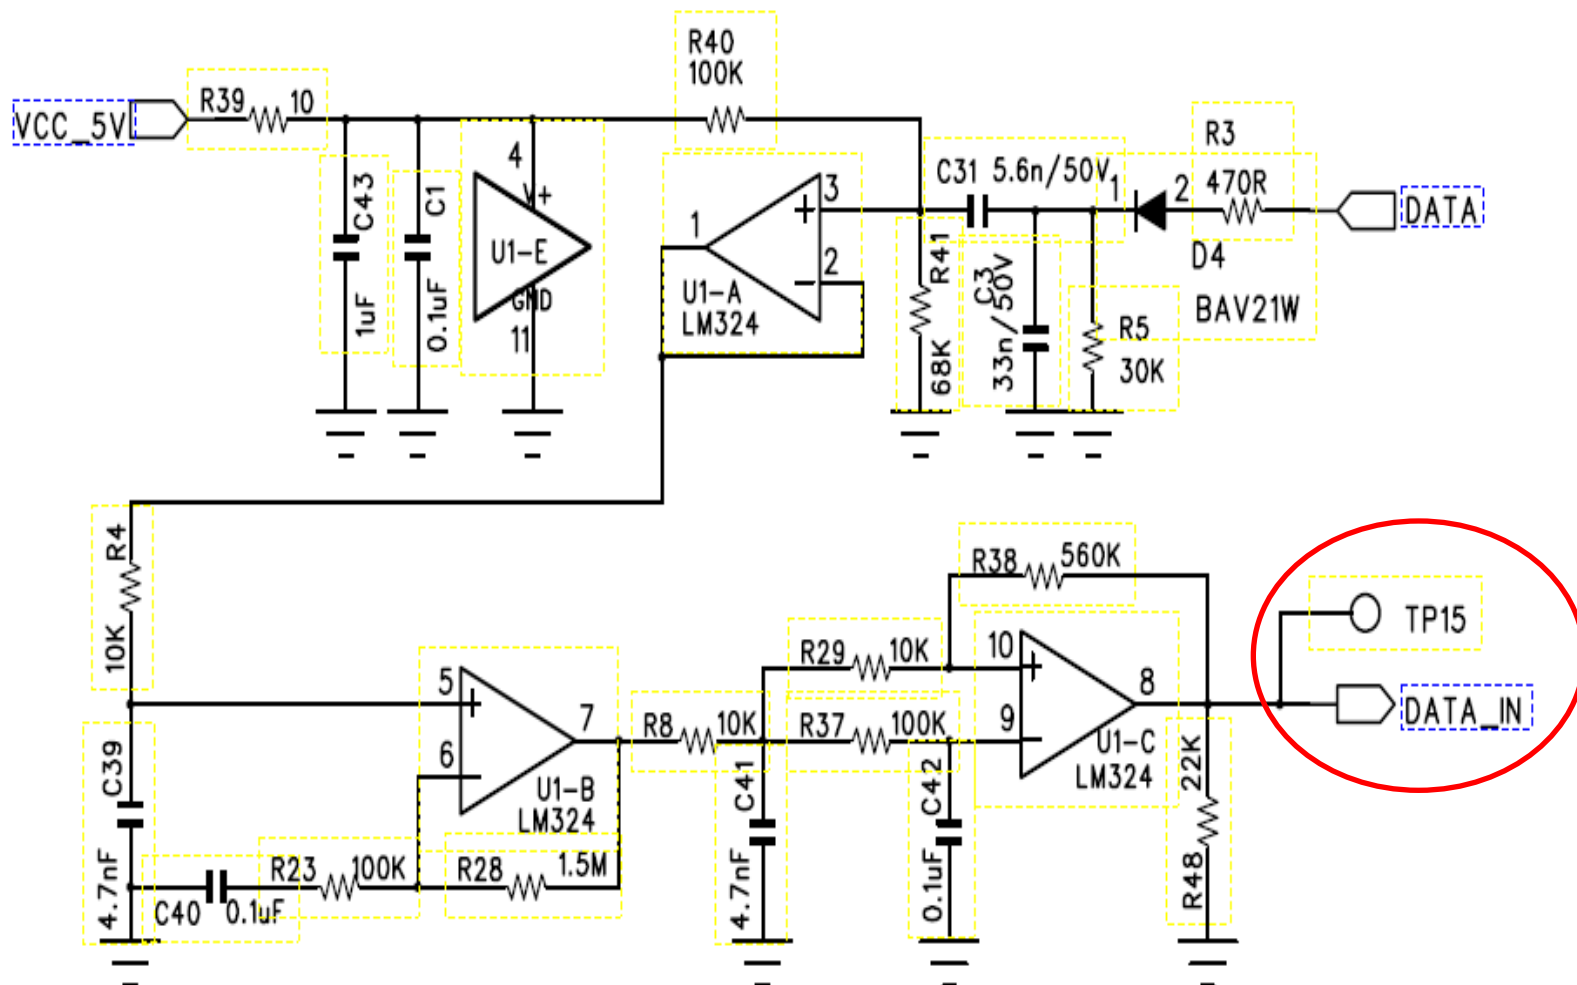 R40
100K
VCC_5V
R39 10
4
V+
U1-E
GND
11
C43
1uF
C1
0.1uF
1
3
2
U1-A
LM324
C31 5.6n/50V
R41
68K
C3
33n/50V
1
2
R3
470R
D4
BAV21W
R5
30K
DATA
R4
10K
C39
4.7nF
C40 0.1uF
R23 100K
R28 1.5M
5
6
7
U1-B
LM324
R8 10K
C41
4.7nF
R29 10K
R37 100K
C42
0.1uF
R38 560K
10
9
8
U1-C
LM324
22K
R48
TP15
DATA_IN